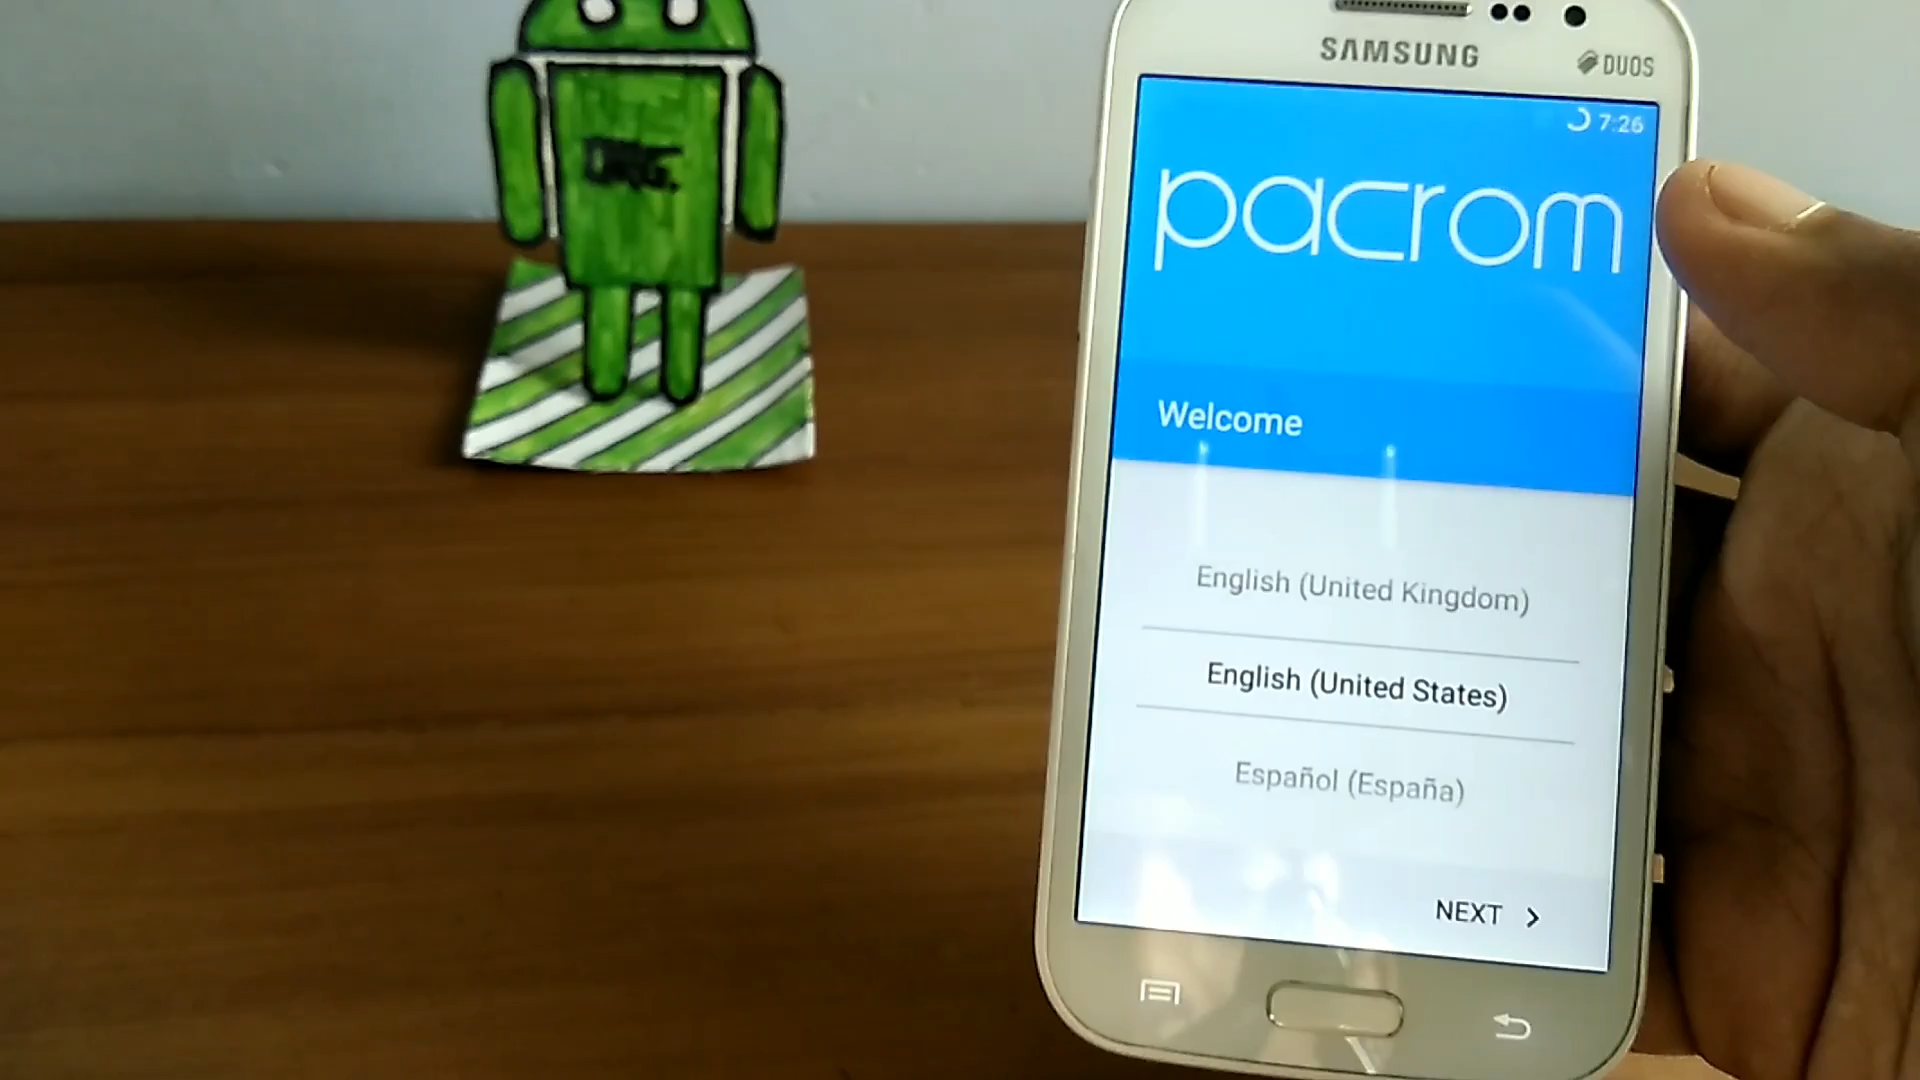 SAMSUNG
DUOS
7:26
pacrom
Welcome
English (United Kingdom)
English (United States)
Español (España)
NEXT